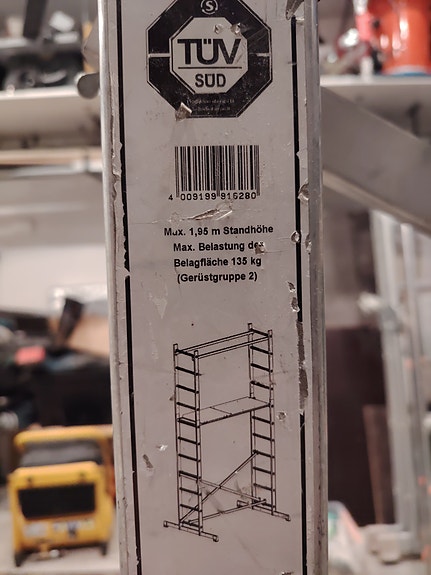 S
TÜV
SÜD
4 009199 915280
Max. 1,95 m Standhöhe
Max. Belastung der
Belagfläche 135 kg
(Gerüstgruppe 2)